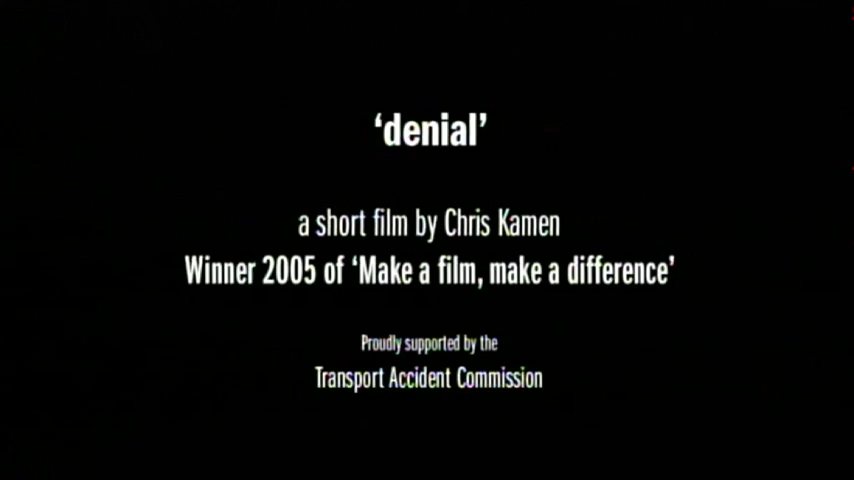 ‘denial’
a short film by Chris Kamen
Winner 2005 of ‘Make a film, make a difference’
Proudly supported by the
Transport Accident Commission